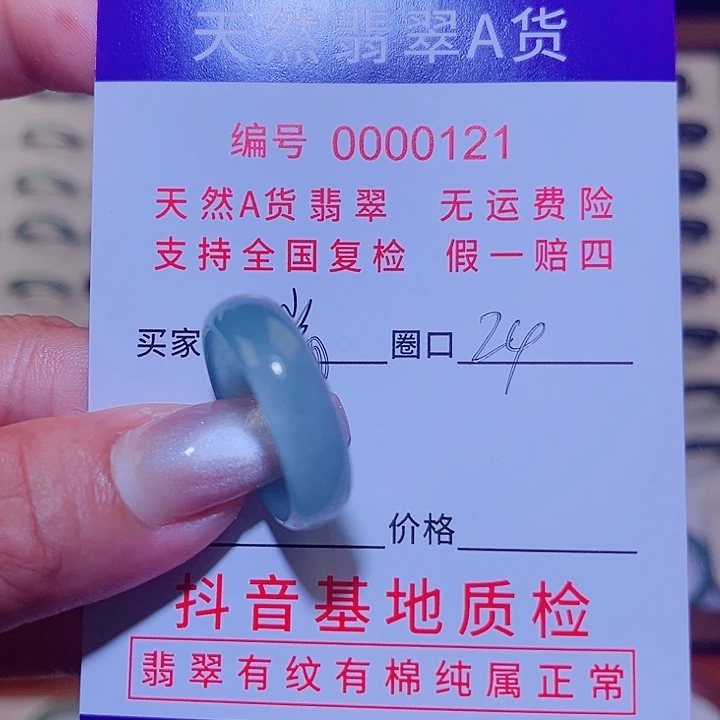 天然翡翠A货
编号 0000121
天然A货翡翠 无运费险
支持全国复检 假一赔四
买家 圈口 24
价格
抖音基地质检
翡翠有纹有棉纯属正常